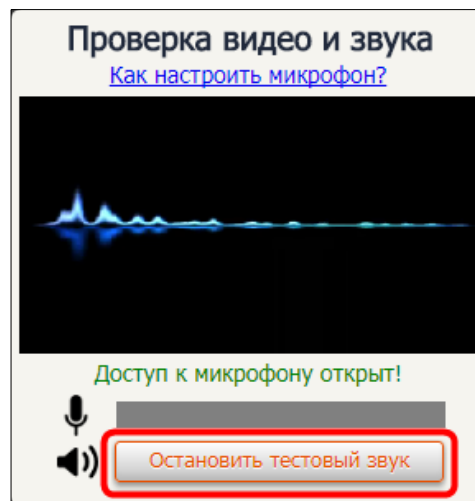 Проверка видео и звука
Как настроить микрофон?
Доступ к микрофону открыт!
Остановить тестовый звук